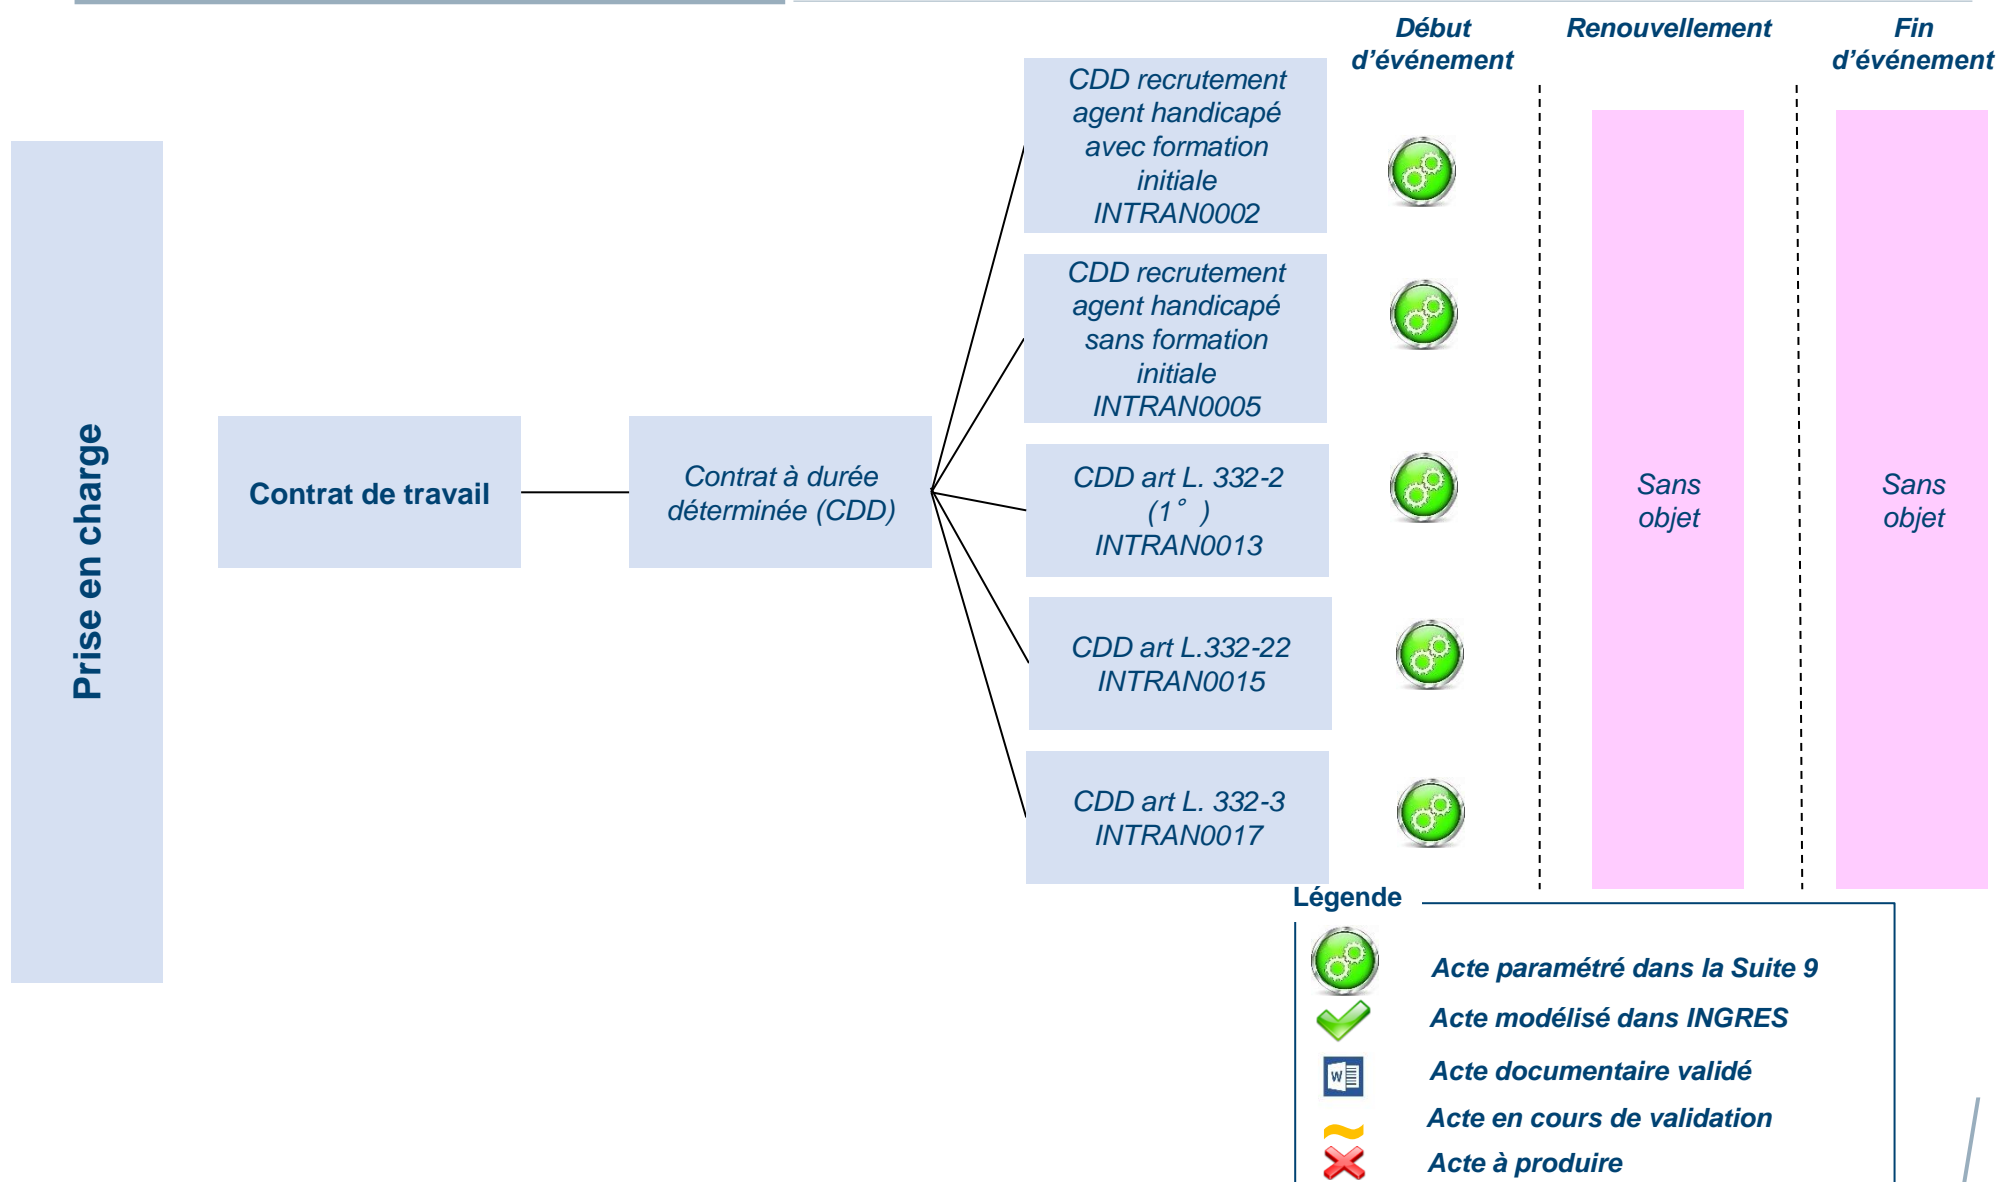 Début
d’événement
Renouvellement
Fin
d’événement
Prise en charge
Contrat de travail
Contrat à durée
déterminée (CDD)
CDD recrutement
agent handicapé
avec formation
initiale
INTRAN0002
CDD recrutement
agent handicapé
sans formation
initiale
INTRAN0005
CDD art L. 332-2
(1° )
INTRAN0013
CDD art L.332-22
INTRAN0015
CDD art L. 332-3
INTRAN0017
Sans
objet
Sans
objet
Légende
Acte paramétré dans la Suite 9
Acte modélisé dans INGRES
W
Acte documentaire validé
Acte en cours de validation
Acte à produire